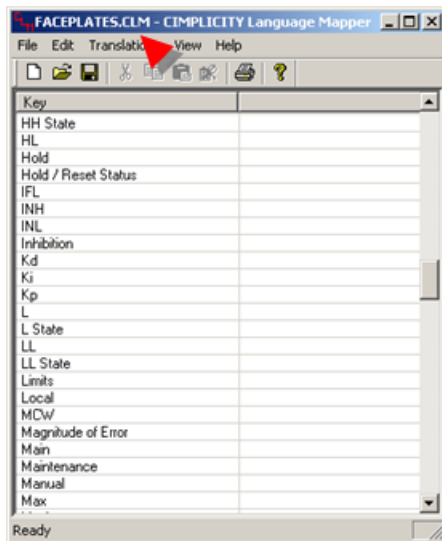 FACEPLATES.CLM - CIMPLICITY Language Mapper
File Edit Translation View Help
Key
HH State
HL
Hold
Hold / Reset Status
IFL
INH
INL
Inhibition
Kd
Ki
Kp
L
L State
LL
LL State
Limits
Local
MCW
Magnitude of Error
Main
Maintenance
Manual
Max
Ready